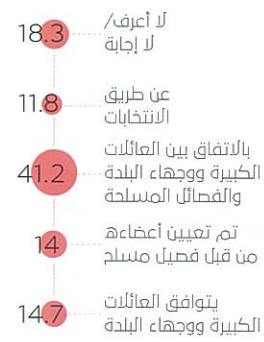 18.3
لا أعرف/
لا إجابة
11.8
عن طريق
الانتخابات
41.2
بالاتفاق بين العائلات
الكبيرة ووجهاء البلدة
والفصائل المسلحة
14
تم تعيين أعضاءه
من قبل فصيل مسلح
14.7
يتوافق العائلات
الكبيرة ووجهاء البلدة